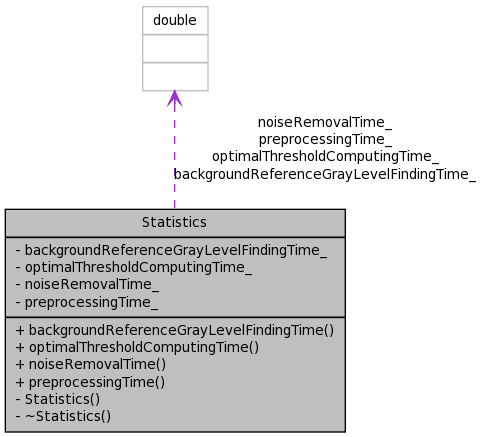 double
noiseRemovalTime_
preprocessingTime_
optimalThresholdComputingTime_
backgroundReferenceGrayLevelFindingTime_
Statistics
- backgroundReferenceGrayLevelFindingTime_
- optimalThresholdComputingTime_
- noiseRemovalTime_
- preprocessingTime_
+ backgroundReferenceGrayLevelFindingTime()
+ optimalThresholdComputingTime()
+ noiseRemovalTime()
+ preprocessingTime()
- Statistics()
- ~Statistics()